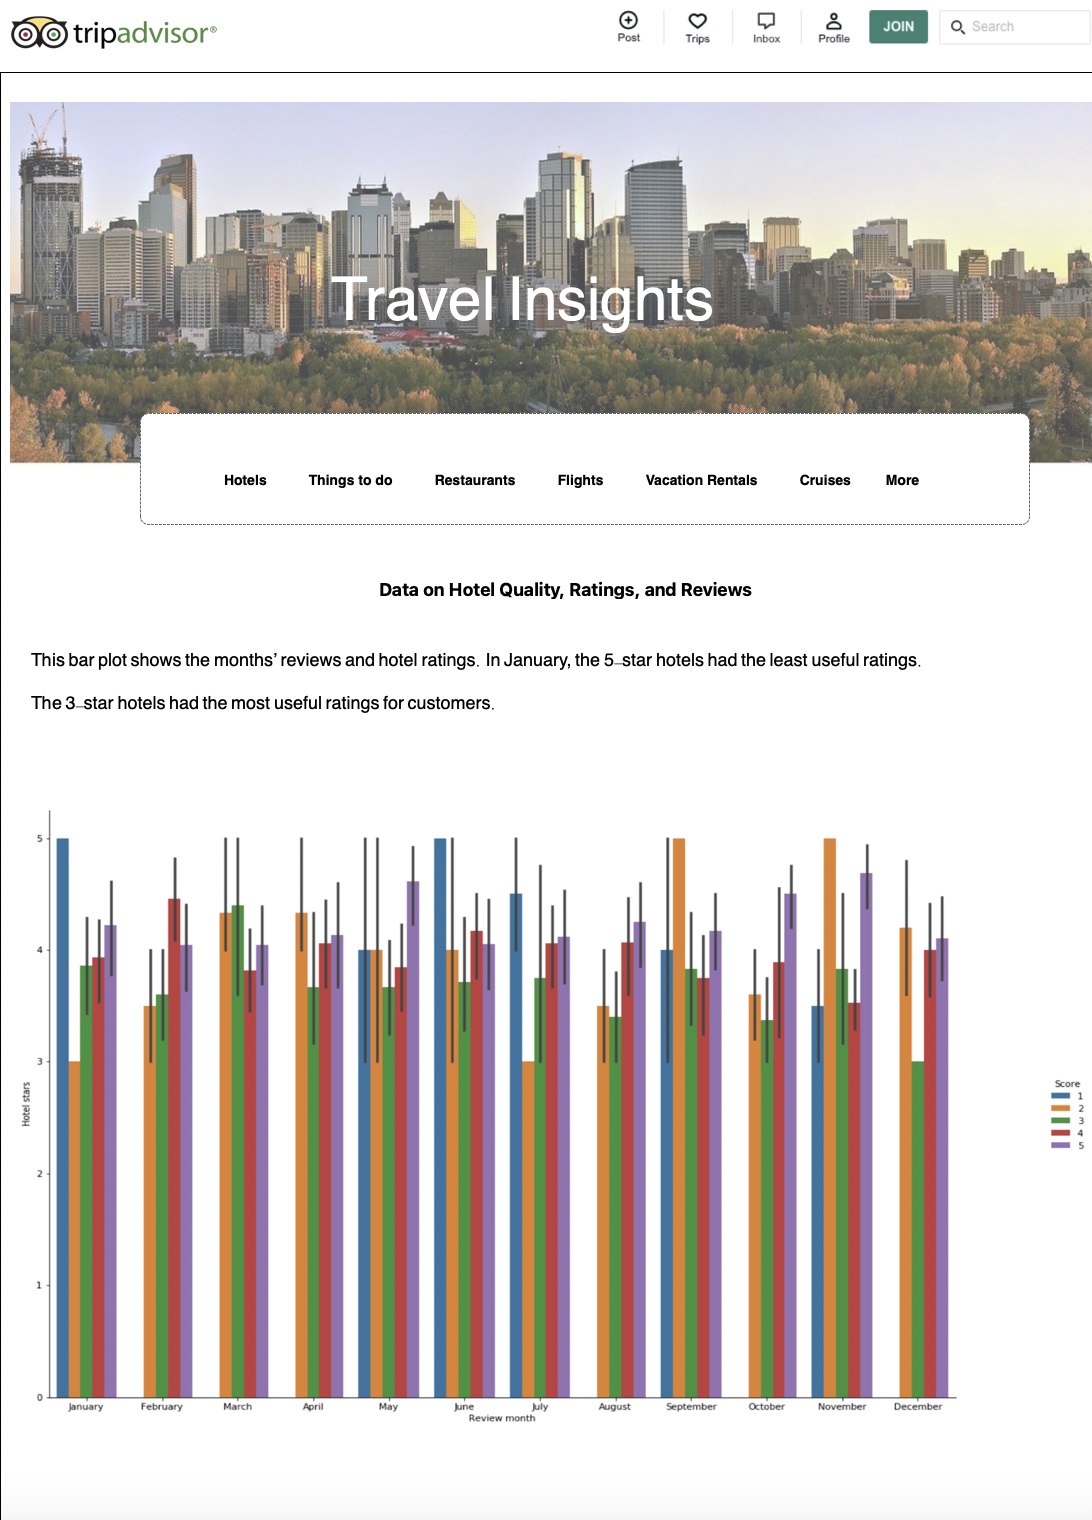 tripadvisor®
Post Trips Inbox Profile JOIN Search
Travel Insights
Hotels Things to do Restaurants Flights Vacation Rentals Cruises More
Data on Hotel Quality, Ratings, and Reviews
This bar plot shows the months’ reviews and hotel ratings. In January, the 5-star hotels had the least useful ratings.
The 3-star hotels had the most useful ratings for customers.
5
4
3
2
1
0
Hotel stars
January February March April May June July August September October November December
Review month
Score
1
2
3
4
5